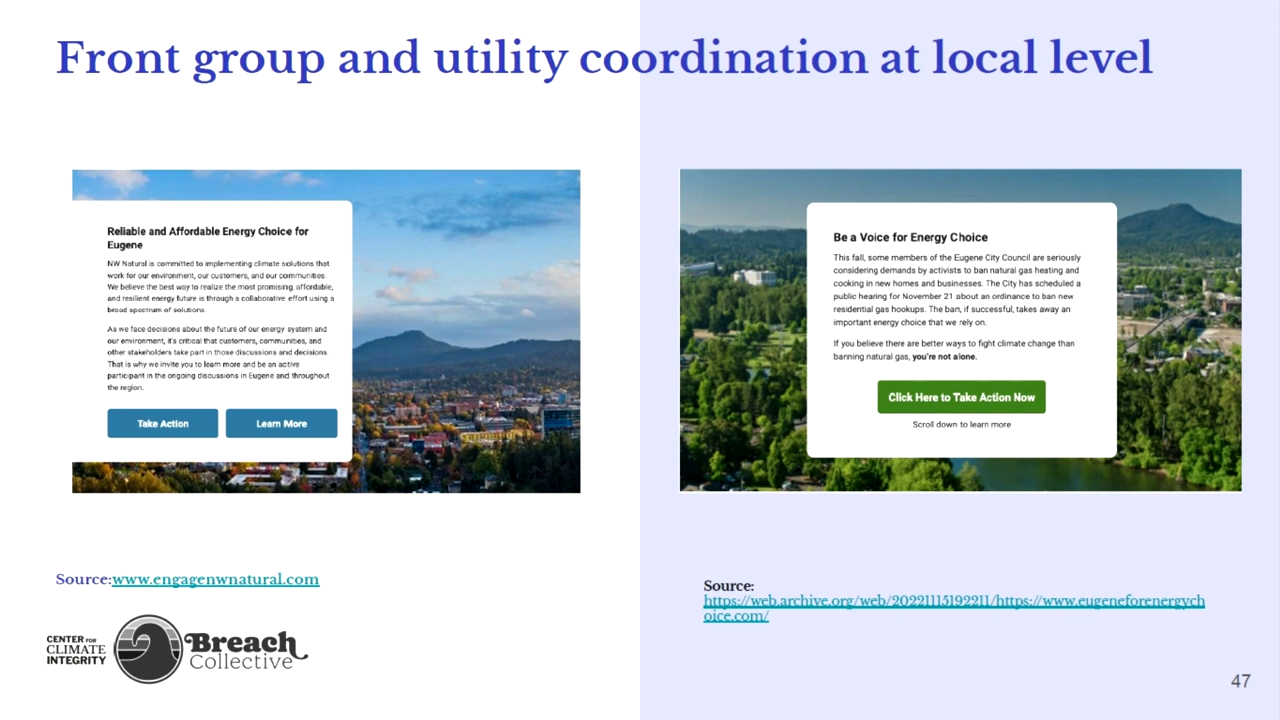 Front group and utility coordination at local level
Reliable and Affordable Energy Choice for
Eugene
NW Natural is committed to implementing climate solutions that
work for our environment, our customers, and our communities.
We believe the best way to realize the most promising, affordable,
and resilient energy future is through a collaborative effort using a
broad spectrum of solutions.
As we face decisions about the future of our energy system and
our environment, it's critical that customers, communities, and
other stakeholders take part in those discussions and decisions.
That is why we invite you to learn more and be an active
participant in the ongoing discussions in Eugene and throughout
the region.
Take Action
Learn More
Source:www.engagenwnatural.com
CENTER FOR
CLIMATE
INTEGRITY
Breach
Collective
Be a Voice for Energy Choice
This fall, some members of the Eugene City Council are seriously
considering demands by activists to ban natural gas heating and
cooking in new homes and businesses. The City has scheduled a
public hearing for November 21 about an ordinance to ban new
residential gas hookups. The ban, if successful, takes away an
important energy choice that we rely on.
If you believe there are better ways to fight climate change than
banning natural gas, you're not alone.
Click Here to Take Action Now
Scroll down to learn more
Source:
https://web.archive.org/web/20221115192211/https://www.eugeneforenergych
oice.com/
47